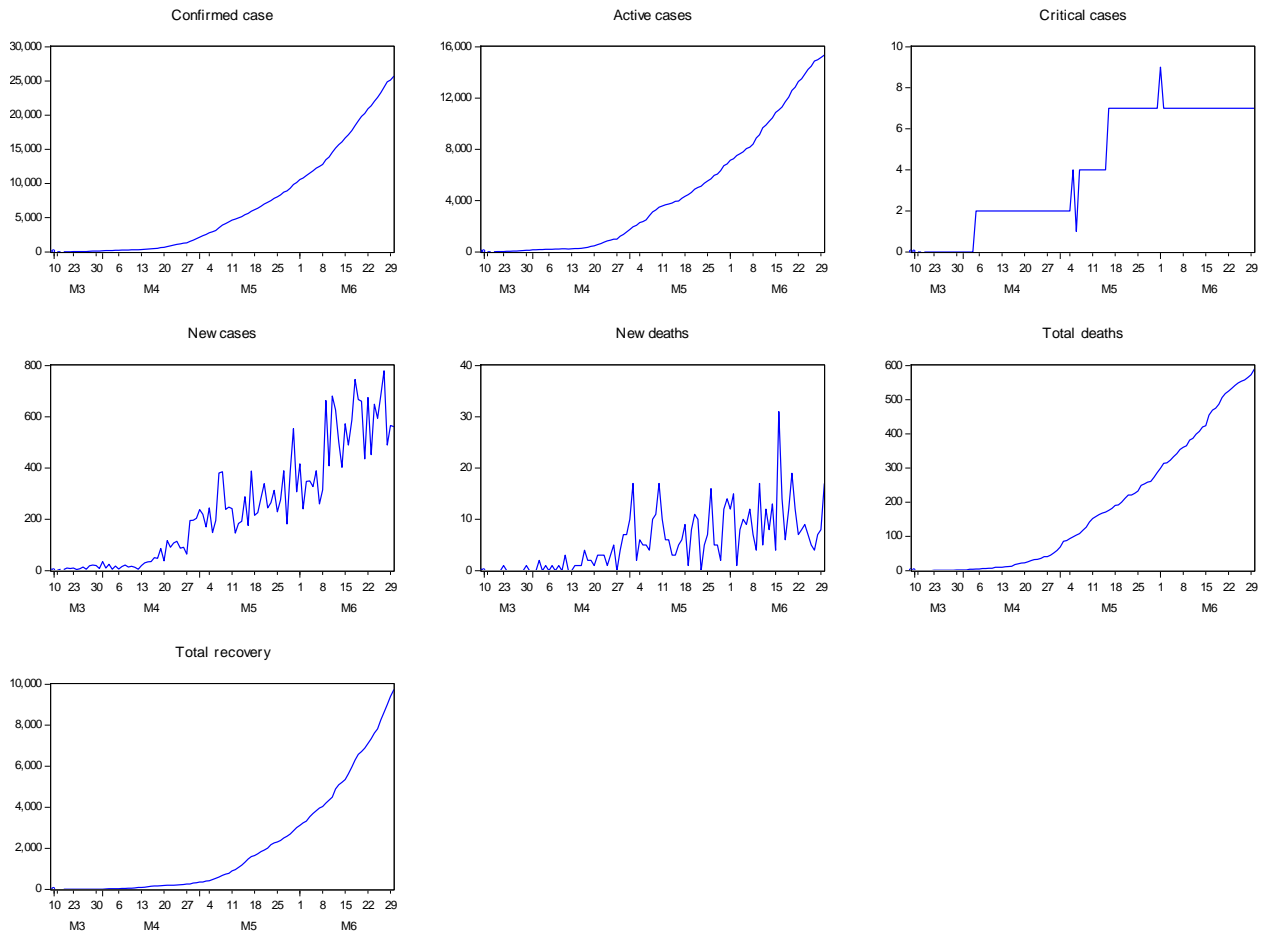 Confirmed case
30,000
25,000
20,000
15,000
10,000
5,000
0
10 23 30 6 13 20 27 4 11 18 25 1 8 15 22 29
M3 M4 M5 M6
Active cases
16,000
12,000
8,000
4,000
0
10 23 30 6 13 20 27 4 11 18 25 1 8 15 22 29
M3 M4 M5 M6
Critical cases
10
8
6
4
2
0
10 23 30 6 13 20 27 4 11 18 25 1 8 15 22 29
M3 M4 M5 M6
New cases
800
600
400
200
0
10 23 30 6 13 20 27 4 11 18 25 1 8 15 22 29
M3 M4 M5 M6
New deaths
40
30
20
10
0
10 23 30 6 13 20 27 4 11 18 25 1 8 15 22 29
M3 M4 M5 M6
Total deaths
600
500
400
300
200
100
0
10 23 30 6 13 20 27 4 11 18 25 1 8 15 22 29
M3 M4 M5 M6
Total recovery
10,000
8,000
6,000
4,000
2,000
0
10 23 30 6 13 20 27 4 11 18 25 1 8 15 22 29
M3 M4 M5 M6